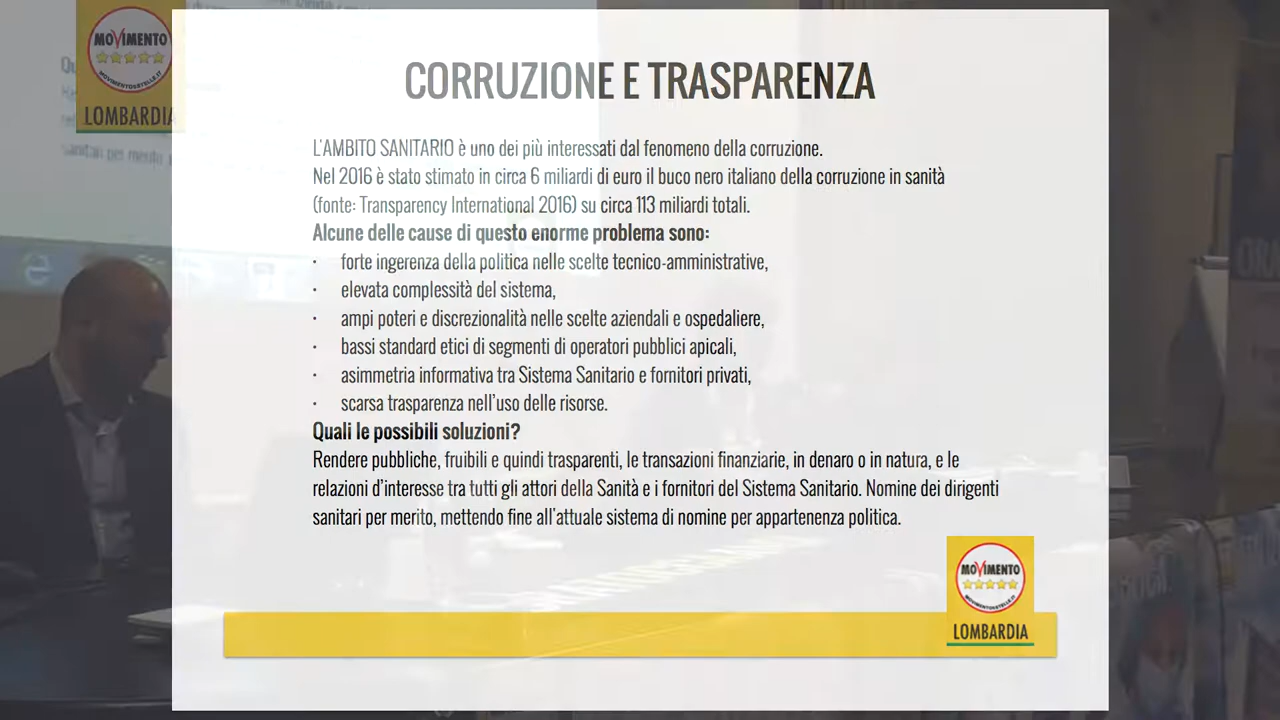 MOVIMENTO
MOVIMENTO5STELLE.IT
LOMBARDIA
sanitari per merito
CORRUZIONE E TRASPARENZA
L'AMBITO SANITARIO è uno dei più interessati dal fenomeno della corruzione.
Nel 2016 è stato stimato in circa 6 miliardi di euro il buco nero italiano della corruzione in sanità
(fonte: Transparency International 2016) su circa 113 miliardi totali.
Alcune delle cause di questo enorme problema sono:
· forte ingerenza della politica nelle scelte tecnico-amministrative,
· elevata complessità del sistema,
· ampi poteri e discrezionalità nelle scelte aziendali e ospedaliere,
· bassi standard etici di segmenti di operatori pubblici apicali,
· asimmetria informativa tra Sistema Sanitario e fornitori privati,
· scarsa trasparenza nell'uso delle risorse.
Quali le possibili soluzioni?
Rendere pubbliche, fruibili e quindi trasparenti, le transazioni finanziarie, in denaro o in natura, e le
relazioni d'interesse tra tutti gli attori della Sanità e i fornitori del Sistema Sanitario. Nomine dei dirigenti
sanitari per merito, mettendo fine all'attuale sistema di nomine per appartenenza politica.
MOVIMENTO
MOVIMENTO5STELLE.IT
LOMBARDIA